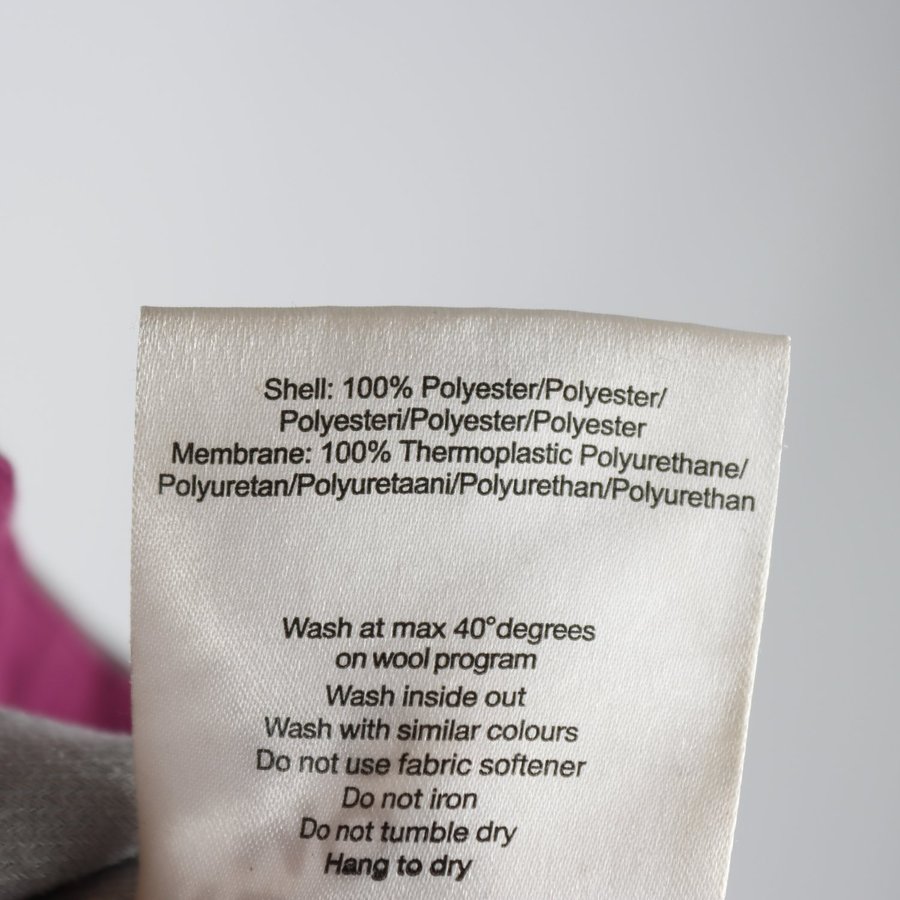 Shell: 100% Polyester/Polyester/
Polyesteri/Polyester/Polyester
Membrane: 100% Thermoplastic Polyurethane/
Polyuretan/Polyuretaani/Polyurethan/Polyurethan
Wash at max 40°degrees
on wool program
Wash inside out
Wash with similar colours
Do not use fabric softener
Do not iron
Do not tumble dry
Hang to dry